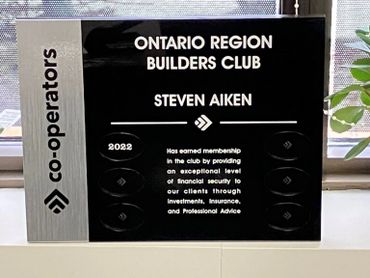 co-operators
ONTARIO REGION
BUILDERS CLUB
STEVEN AIKEN
2022
Has earned membership
in the club by providing
an exceptional level
of financial security to
our clients through
Investments, Insurance,
and Professional Advice